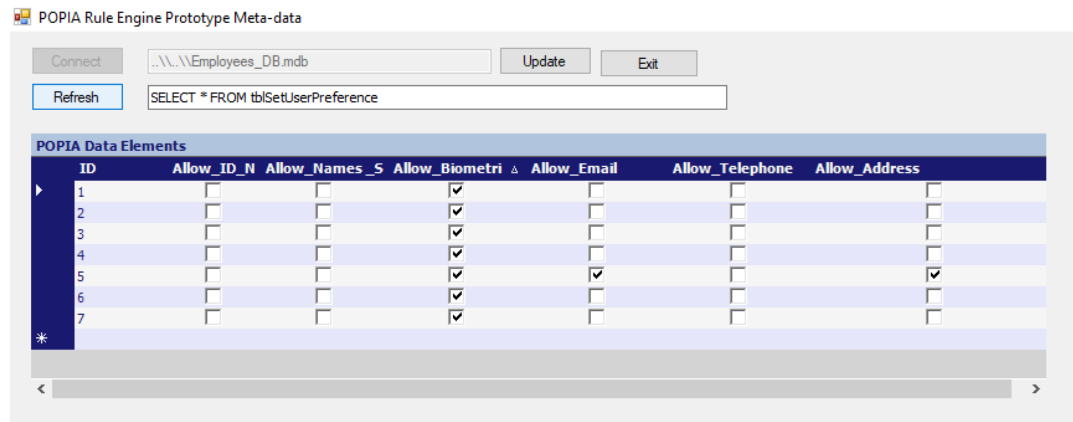 POPIA Rule Engine Prototype Meta-data
Connect ..\\..\\Employees_DB.mdb Update Exit
Refresh SELECT * FROM tblSetUserPreference
POPIA Data Elements
ID Allow_ID_N Allow_Names_S Allow_Biometri Allow_Email Allow_Telephone Allow_Address
1
2
3
4
5
6
7